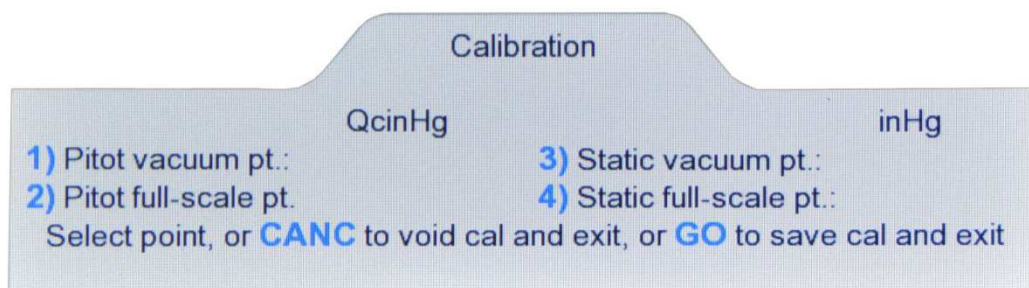 Calibration
QcinHg inHg
1) Pitot vacuum pt.: 3) Static vacuum pt.:
2) Pitot full-scale pt. 4) Static full-scale pt.:
Select point, or CANC to void cal and exit, or GO to save cal and exit